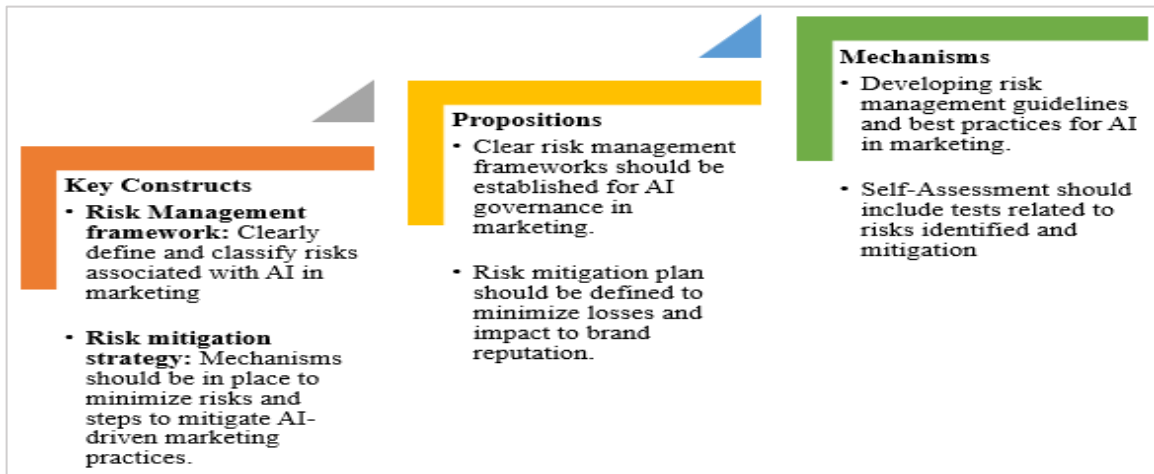 Key Constructs
• Risk Management
framework: Clearly
define and classify risks
associated with AI in
marketing
• Risk mitigation
strategy: Mechanisms
should be in place to
minimize risks and
steps to mitigate AI-
driven marketing
practices.
Propositions
• Clear risk management
frameworks should be
established for AI
governance in
marketing.
• Risk mitigation plan
should be defined to
minimize losses and
impact to brand
reputation.
Mechanisms
• Developing risk
management guidelines
and best practices for AI
in marketing.
• Self-Assessment should
include tests related to
risks identified and
mitigation